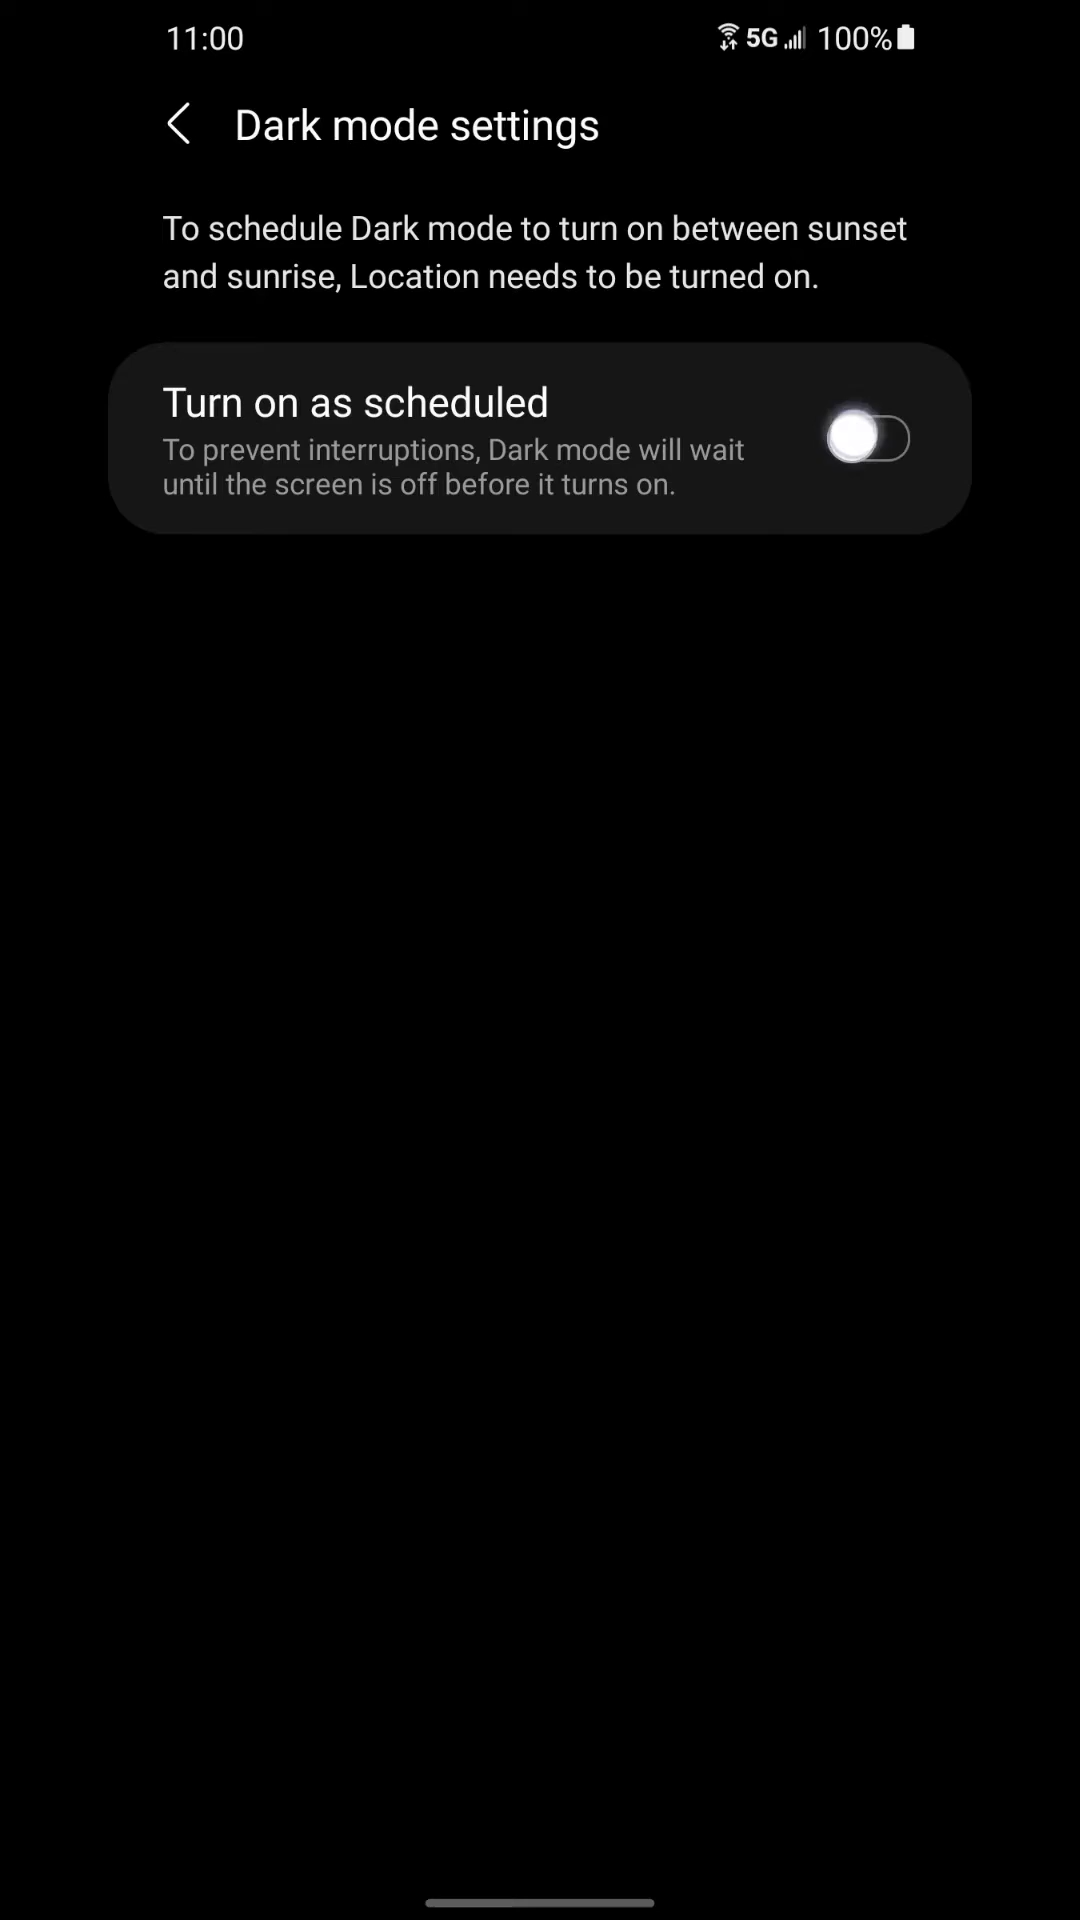 11:00 5G 100%
Dark mode settings
To schedule Dark mode to turn on between sunset
and sunrise, Location needs to be turned on.
Turn on as scheduled
To prevent interruptions, Dark mode will wait
until the screen is off before it turns on.